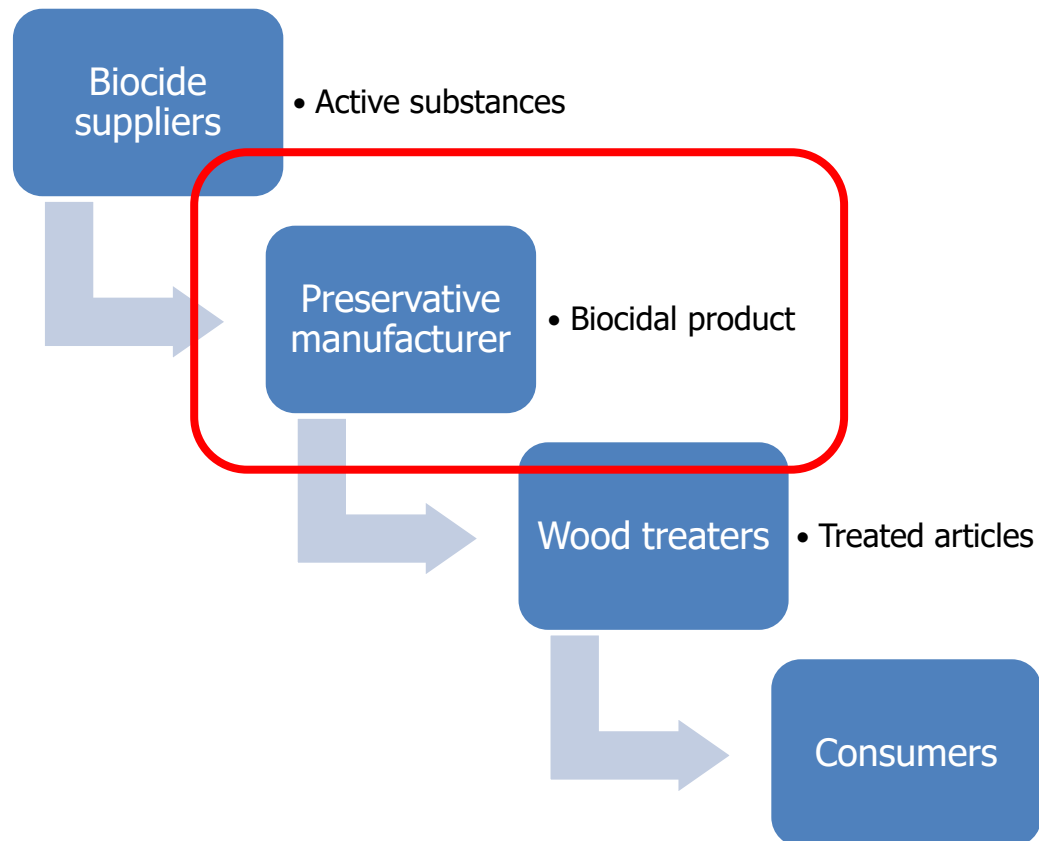 Biocide
suppliers
• Active substances
Preservative
manufacturer
• Biocidal product
Wood treaters
• Treated articles
Consumers